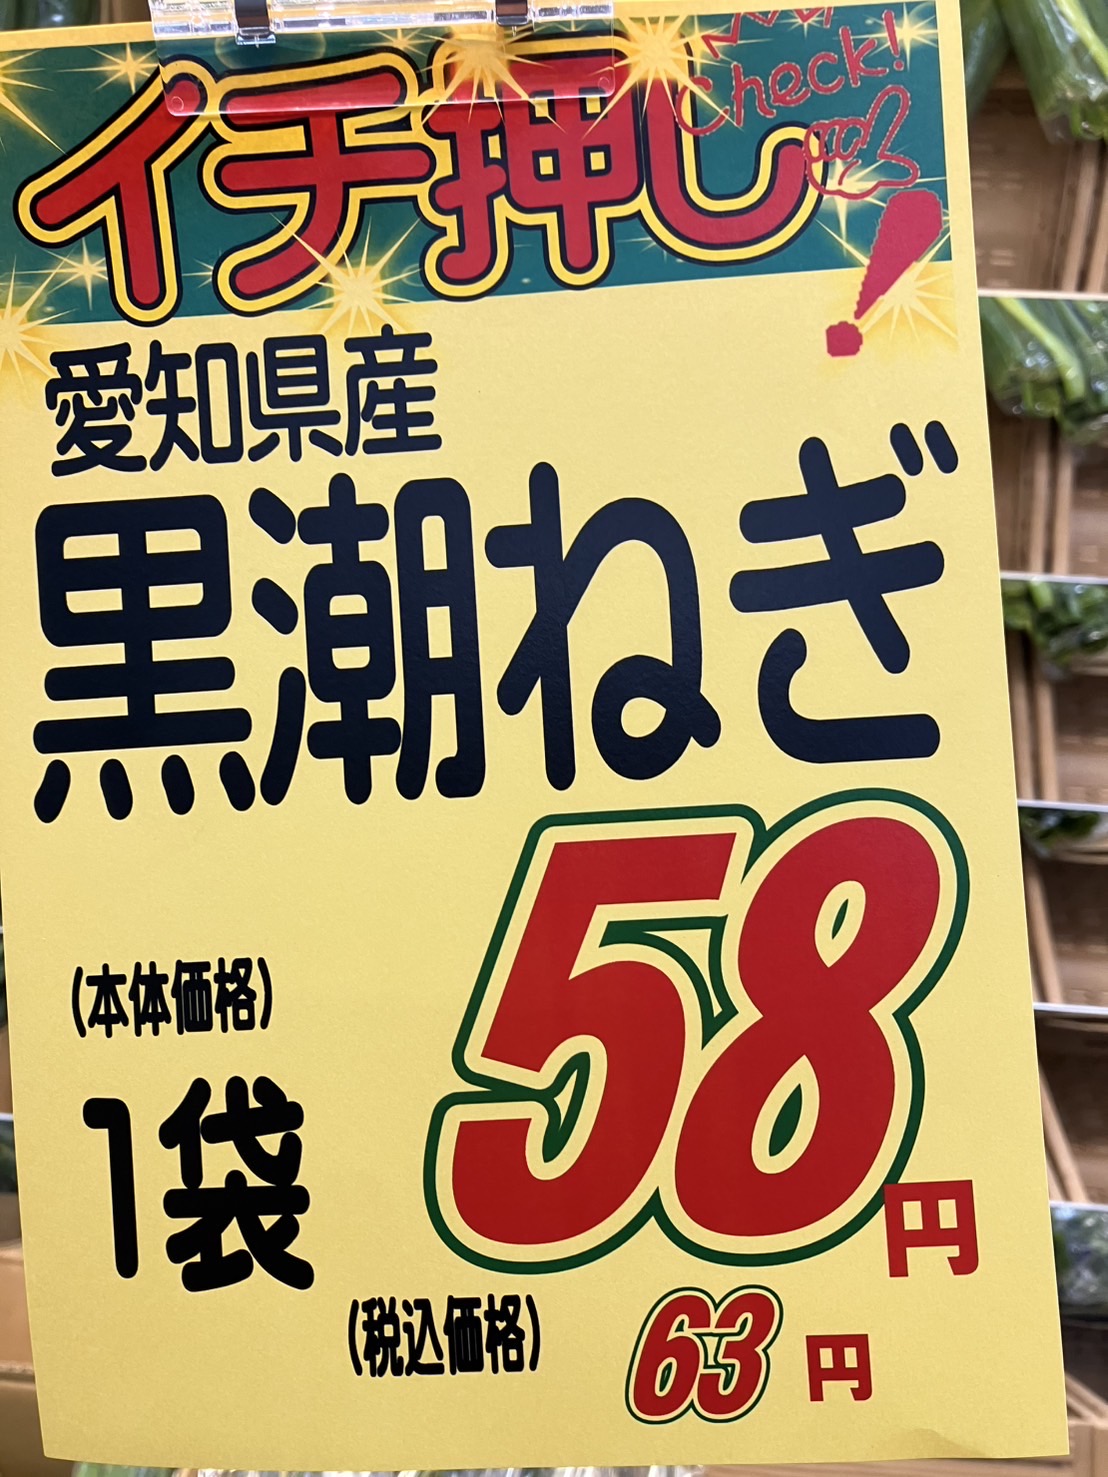 イチ押し
Check!
!
愛知県産
黒潮ねぎ
(本体価格)
1袋
58円
(税込価格) 63円